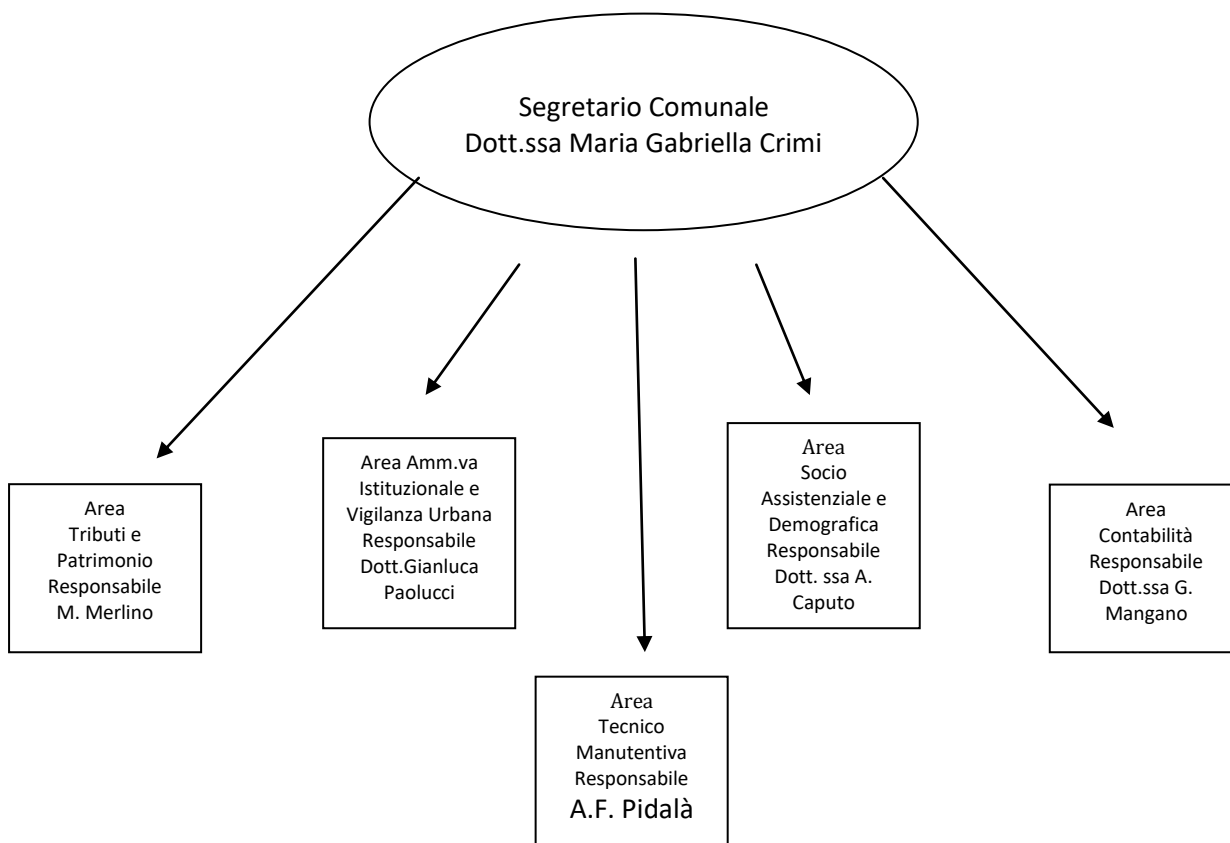 Segretario Comunale
Dott.ssa Maria Gabriella Crimi
Area
Tributi e
Patrimonio
Responsabile
M. Merlino
Area Amm.va
Istituzionale e
Vigilanza Urbana
Responsabile
Dott.Gianluca
Paolucci
Area
Socio
Assistenziale e
Demografica
Responsabile
Dott. ssa A.
Caputo
Area
Contabilità
Responsabile
Dott.ssa G.
Mangano
Area
Tecnico
Manutentiva
Responsabile
A.F. Pidalà